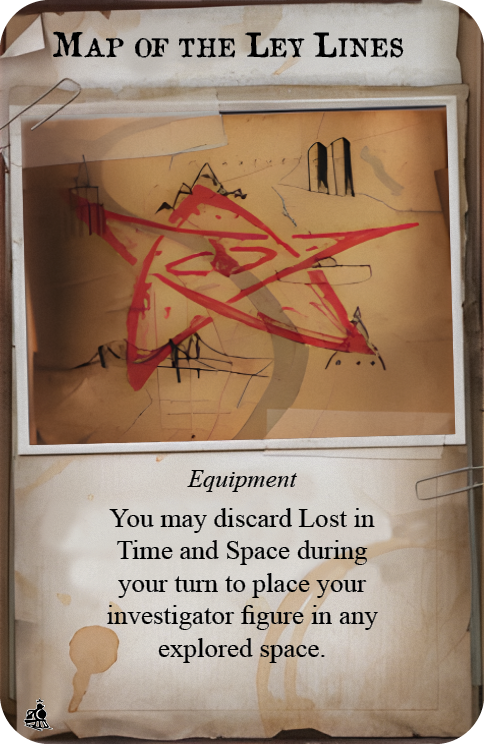 Map of the Ley Lines
Equipment
You may discard Lost in
Time and Space during
your turn to place your
investigator figure in any
explored space.